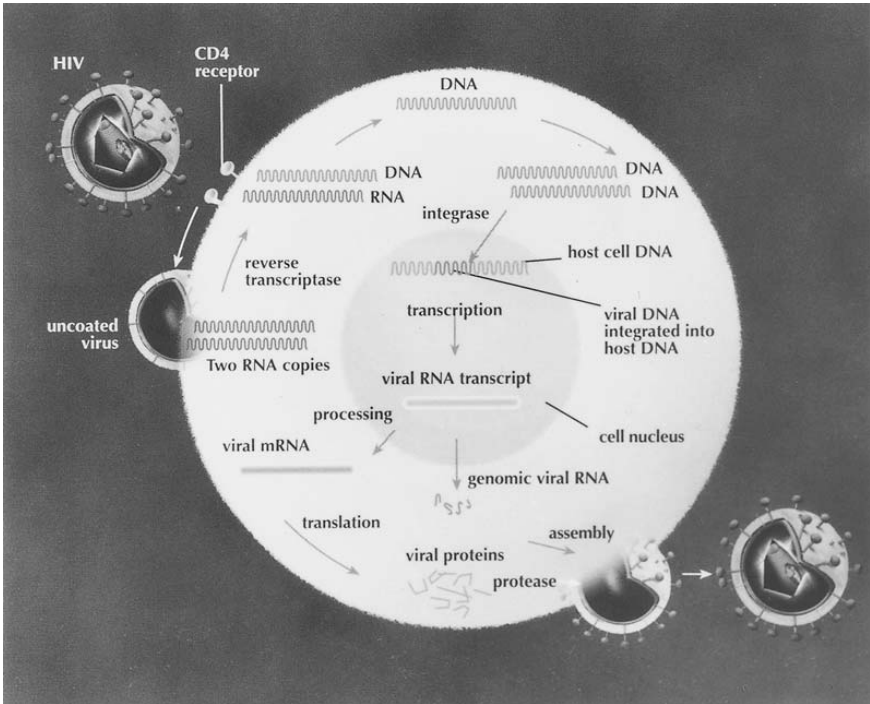 HIV
CD4
receptor
DNA
DNA
RNA
DNA
DNA
integrase
host cell DNA
reverse
transcriptase
uncoated
virus
Two RNA copies
transcription
viral DNA
integrated into
host DNA
viral RNA transcript
processing
cell nucleus
viral mRNA
genomic viral RNA
translation
assembly
viral proteins
protease